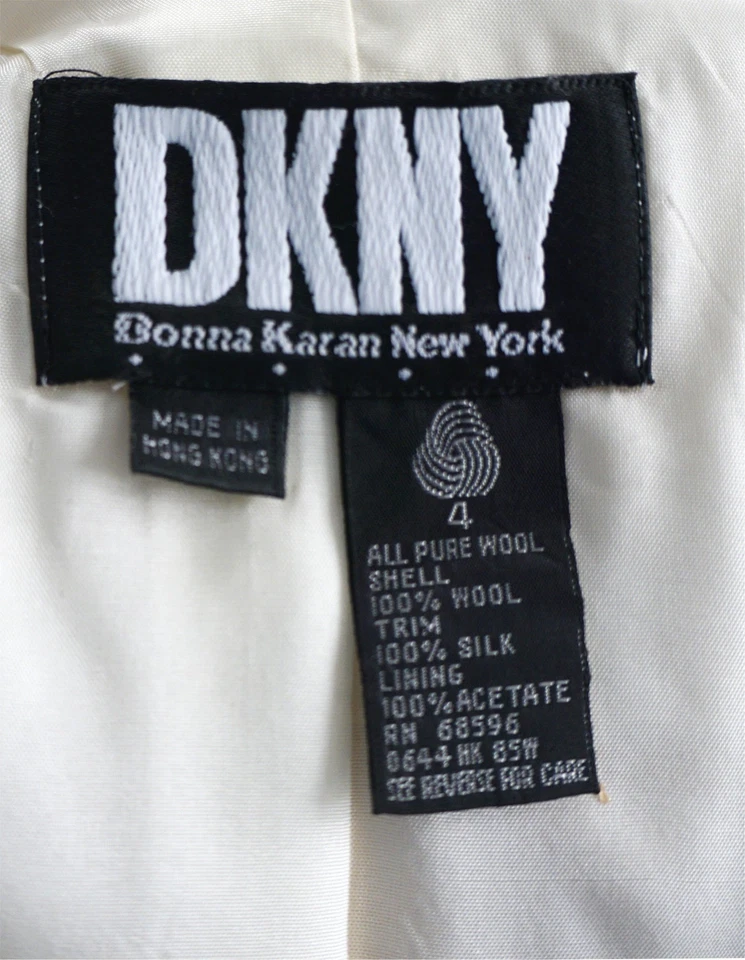 DKNY
Donna Karan New York
MADE IN
HONG KONG
4
ALL PURE WOOL
SHELL
100% WOOL
TRIM
100% SILK
LINING
100% ACETATE
RN 68596
0644 HK 85W
SEE REVERSE FOR CARE